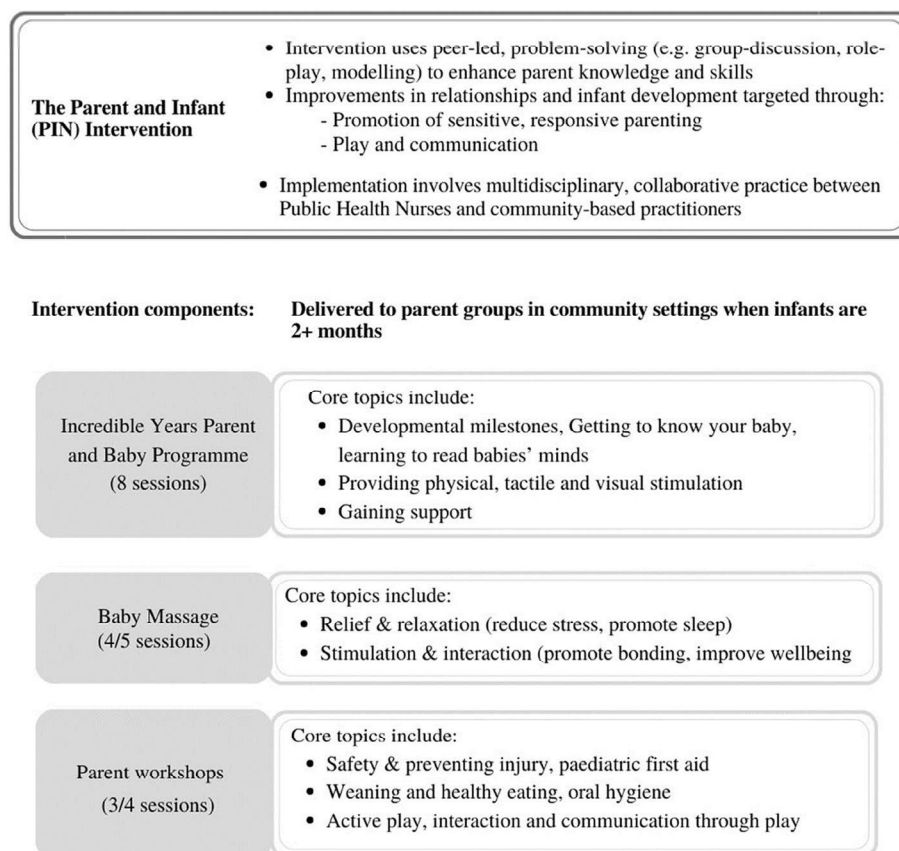 The Parent and Infant
(PIN) Intervention
• Intervention uses peer-led, problem-solving (e.g. group-discussion, role-
play, modelling) to enhance parent knowledge and skills
• Improvements in relationships and infant development targeted through:
- Promotion of sensitive, responsive parenting
- Play and communication
• Implementation involves multidisciplinary, collaborative practice between
Public Health Nurses and community-based practitioners
Intervention components:
Delivered to parent groups in community settings when infants are
2+ months
Incredible Years Parent
and Baby Programme
(8 sessions)
Core topics include:
• Developmental milestones, Getting to know your baby,
learning to read babies’ minds
• Providing physical, tactile and visual stimulation
• Gaining support
Baby Massage
(4/5 sessions)
Core topics include:
• Relief & relaxation (reduce stress, promote sleep)
• Stimulation & interaction (promote bonding, improve wellbeing
Parent workshops
(3/4 sessions)
Core topics include:
• Safety & preventing injury, paediatric first aid
• Weaning and healthy eating, oral hygiene
• Active play, interaction and communication through play